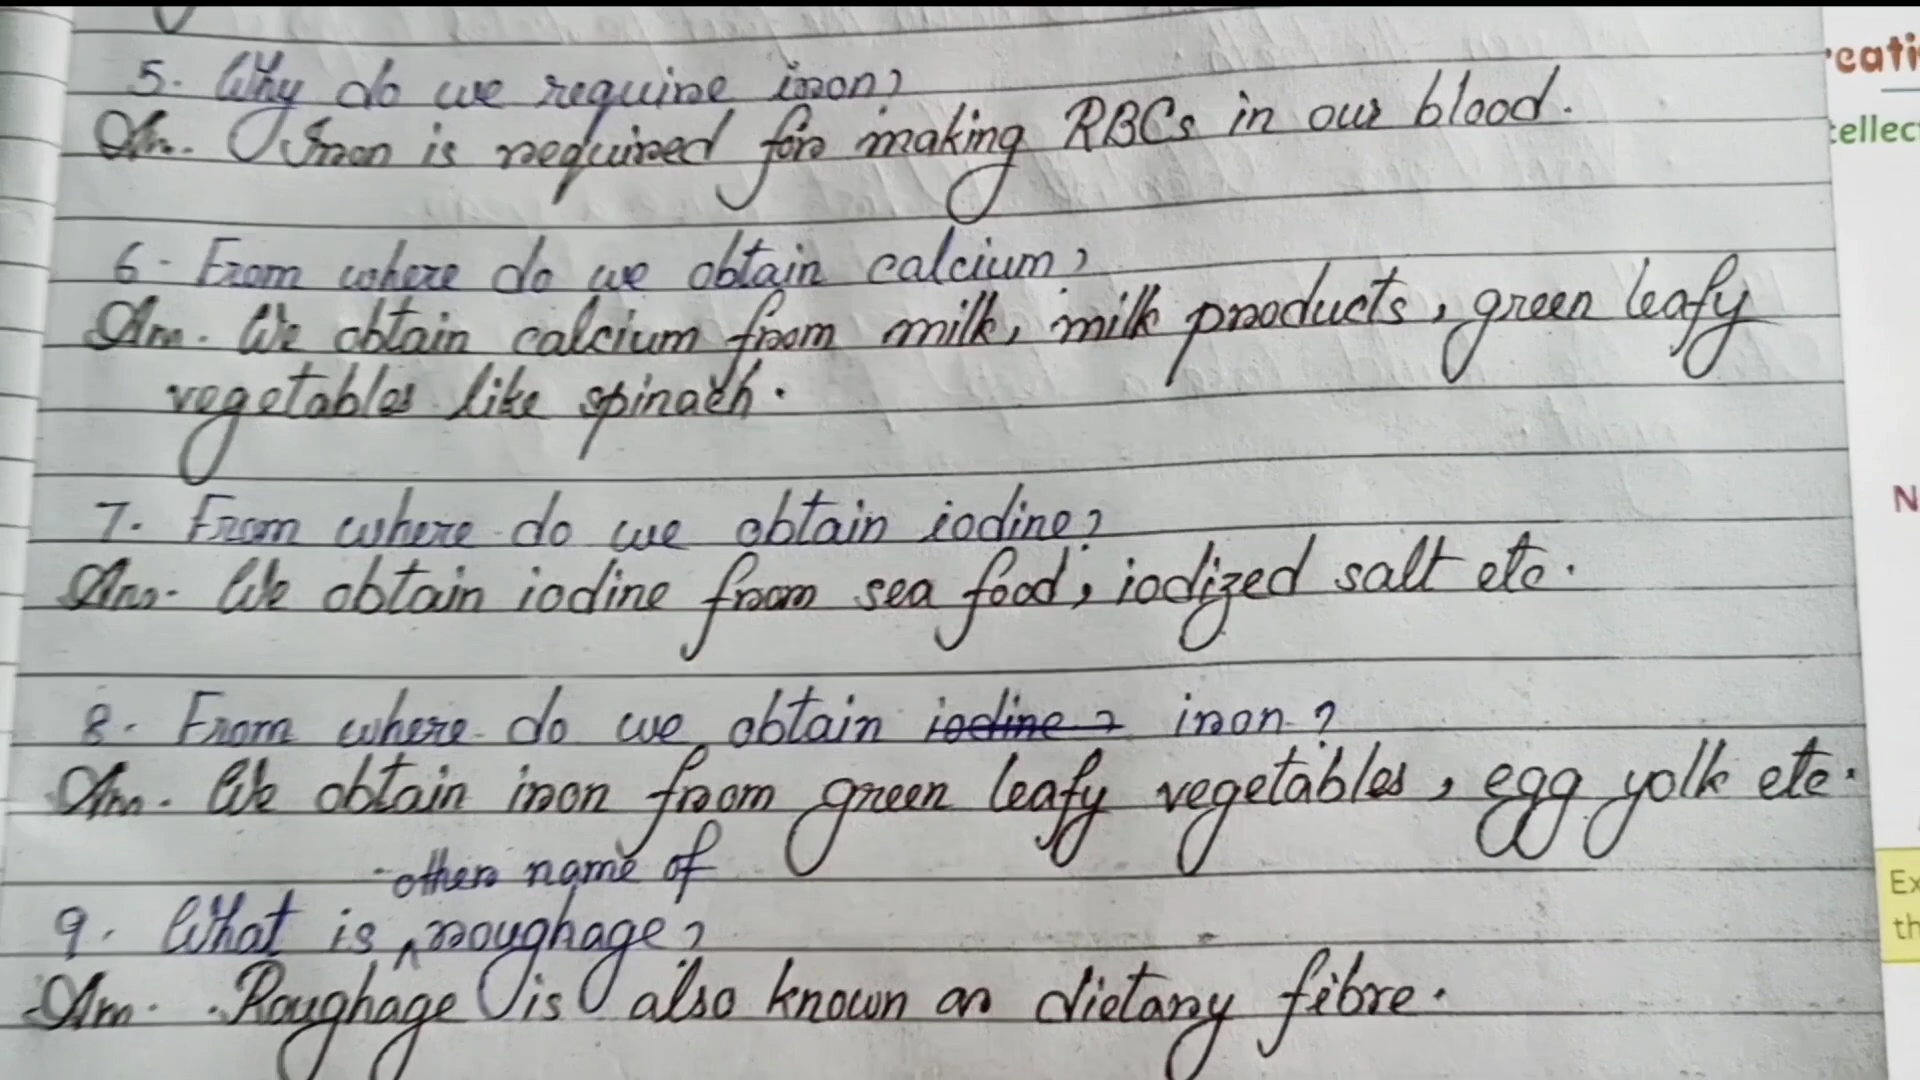 5. Why do we require iron?
Ans. Iron is required for making RBCs in our blood.
6. From where do we obtain calcium?
Ans. We obtain calcium from milk, milk products, green leafy
vegetables like spinach.
7. From where do we obtain iodine?
Ans. We obtain iodine from sea food, iodized salt etc.
8. From where do we obtain iodine? iron?
Ans. We obtain iron from green leafy vegetables, egg yolk etc.
other name of
9. What is roughage?
Ans. Roughage is also known as dietary fibre.